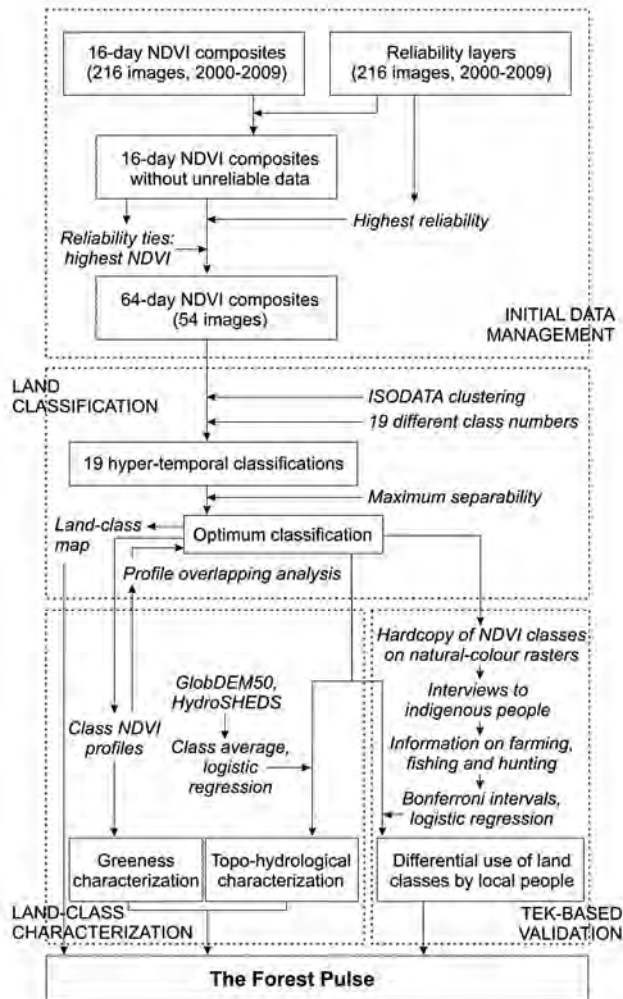 16-day NDVI composites
(216 images, 2000-2009)
Reliability layers
(216 images, 2000-2009)
16-day NDVI composites
without unreliable data
Highest reliability
Reliability ties:
highest NDVI
64-day NDVI composites
(54 images)
INITIAL DATA
MANAGEMENT
LAND
CLASSIFICATION
ISODATA clustering
19 different class numbers
19 hyper-temporal classifications
Maximum separability
Land-class
map
Optimum classification
Profile overlapping analysis
Hardcopy of NDVI classes
on natural-colour rasters
GlobDEM50,
HydroSHEDS
Interviews to
indigenous people
Class NDVI
profiles
Class average,
logistic
regression
Information on farming,
fishing and hunting
Bonferroni intervals,
logistic regression
Greeness
characterization
Topo-hydrological
characterization
Differential use of land
classes by local people
LAND-CLASS
CHARACTERIZATION
TEK-BASED
VALIDATION
The Forest Pulse